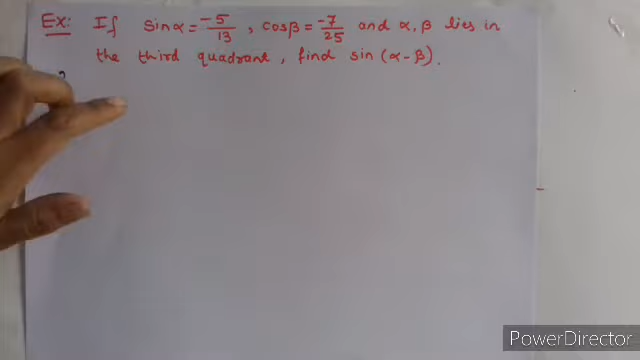 Ex: If sinα = -5/13, cosβ = -7/25 and α, β lies in
the third quadrant, find sin (α - β).
PowerDirector